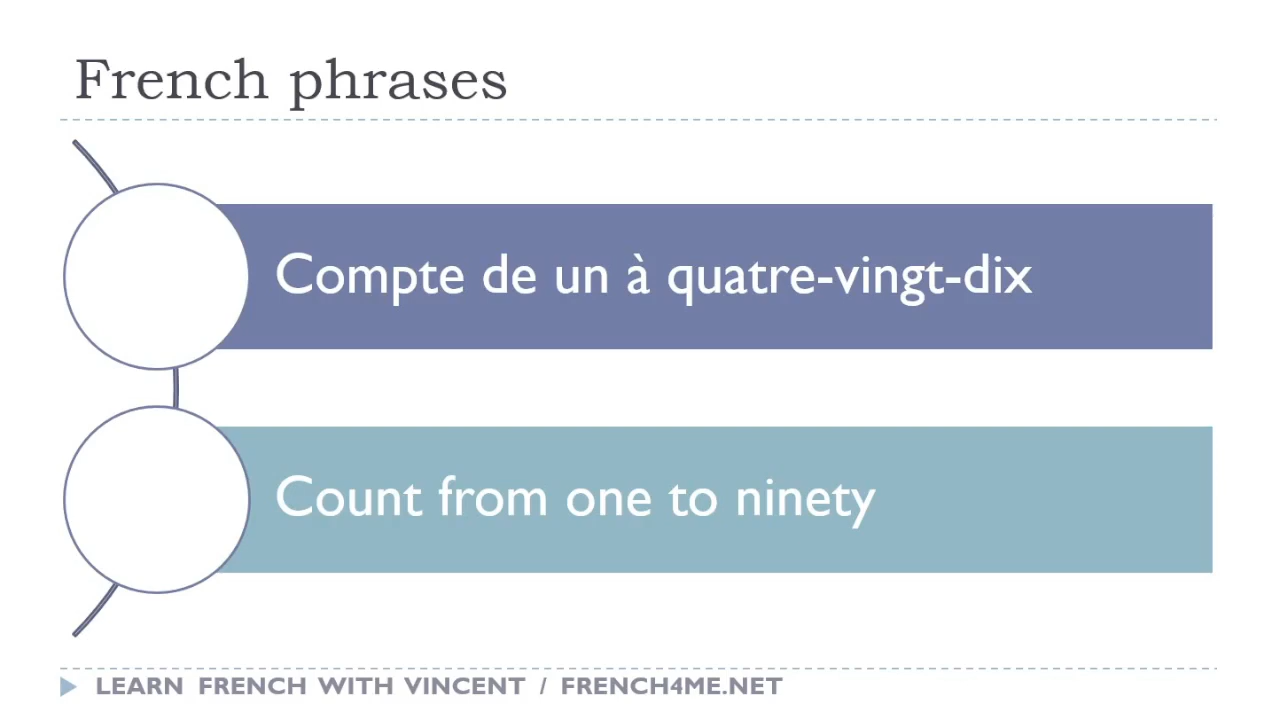 French phrases
Compte de un à quatre-vingt-dix
Count from one to ninety
LEARN FRENCH WITH VINCENT / FRENCH4ME.NET